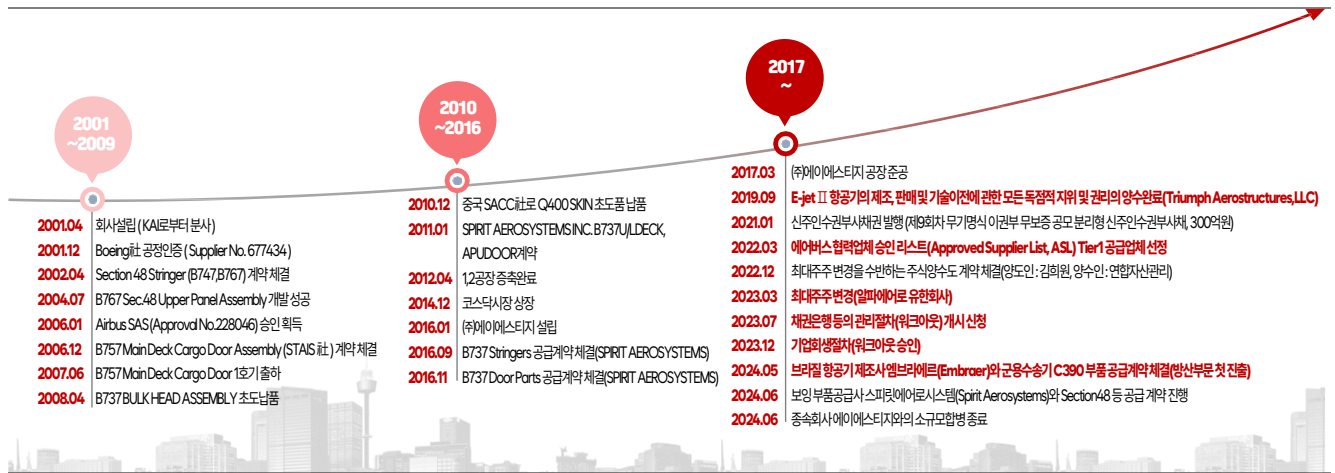 2001
~2009
2001.04 회사설립 ( KAI로부터 분사 )
2001.12 Boeing社 공정인증 ( Supplier No. 677434 )
2002.04 Section 48 Stringer (B747,B767) 계약 체결
2004.07 B767 Sec.48 Upper Panel Assembly 개발 성공
2006.01 Airbus SAS (Approval No.228046) 승인 획득
2006.12 B757 Main Deck Cargo Door Assembly (STAIS 社 ) 계약 체결
2007.06 B757 Main Deck Cargo Door 1호기 출하
2008.04 B737 BULK HEAD ASSEMBLY 초도납품
2010
~2016
2010.12 중국 SACC社로 Q400 SKIN 초도품 납품
2011.01 SPIRIT AEROSYSTEMS INC. B737U/LDECK,
APUDOOR계약
2012.04 1,2공장 증축완료
2014.12 코스닥시장 상장
2016.01 ㈜에이에스티지 설립
2016.09 B737 Stringers 공급계약 체결(SPIRIT AEROSYSTEMS)
2016.11 B737 Door Parts 공급계약 체결(SPIRIT AEROSYSTEMS)
2017
~
2017.03 ㈜에이에스티지 공장 준공
2019.09 E-jet Ⅱ 항공기의 제조, 판매 및 기술이전에 관한 모든 독점적 지위 및 권리의 양수완료(Triumph Aerostructures,LLC)
2021.01 신주인수권부사채권 발행 (제9회차 무기명식 이권부 무보증 공모 분리형 신주인수권부사채, 300억원)
2022.03 에어버스 협력업체 승인 리스트(Approved Supplier List, ASL) Tier1 공급업체 선정
2022.12 최대주주 변경을 수반하는 주식양수도 계약 체결(양도인 : 김희원, 양수인 : 연합자산관리)
2023.03 최대주주 변경(알파에어로 유한회사)
2023.07 채권은행 등의 관리절차(워크아웃) 개시 신청
2023.12 기업회생절차(워크아웃 승인)
2024.05 브라질 항공기 제조사 엠브라에르(Embraer)와 군용수송기 C390 부품 공급계약 체결(방산부문 첫 진출)
2024.06 보잉 부품공급사 스피릿에어로시스템(Spirit Aerosystems)와 Section48 등 공급 계약 진행
2024.06 종속회사 에이에스티지와의 소규모합병 종료